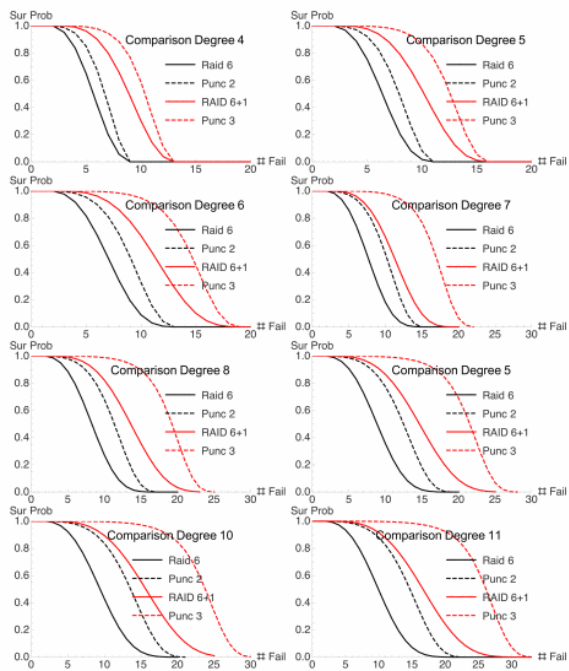 Sur Prob
Comparison Degree 4
Raid 6
Punc 2
RAID 6+1
Punc 3
1.0
0.8
0.6
0.4
0.2
0.0
0 5 10 15 20 # Fail
Sur Prob
Comparison Degree 5
Raid 6
Punc 2
RAID 6+1
Punc 3
1.0
0.8
0.6
0.4
0.2
0.0
0 5 10 15 20 # Fail
Sur Prob
Comparison Degree 6
Raid 6
Punc 2
RAID 6+1
Punc 3
1.0
0.8
0.6
0.4
0.2
0.0
0 5 10 15 20 # Fail
Sur Prob
Comparison Degree 7
Raid 6
Punc 2
RAID 6+1
Punc 3
1.0
0.8
0.6
0.4
0.2
0.0
0 5 10 15 20 25 30 # Fail
Sur Prob
Comparison Degree 8
Raid 6
Punc 2
RAID 6+1
Punc 3
1.0
0.8
0.6
0.4
0.2
0.0
0 5 10 15 20 25 30 # Fail
Sur Prob
Comparison Degree 5
Raid 6
Punc 2
RAID 6+1
Punc 3
1.0
0.8
0.6
0.4
0.2
0.0
0 5 10 15 20 25 30 # Fail
Sur Prob
Comparison Degree 10
Raid 6
Punc 2
RAID 6+1
Punc 3
1.0
0.8
0.6
0.4
0.2
0.0
0 5 10 15 20 25 30 # Fail
Sur Prob
Comparison Degree 11
Raid 6
Punc 2
RAID 6+1
Punc 3
1.0
0.8
0.6
0.4
0.2
0.0
0 5 10 15 20 25 30 # Fail